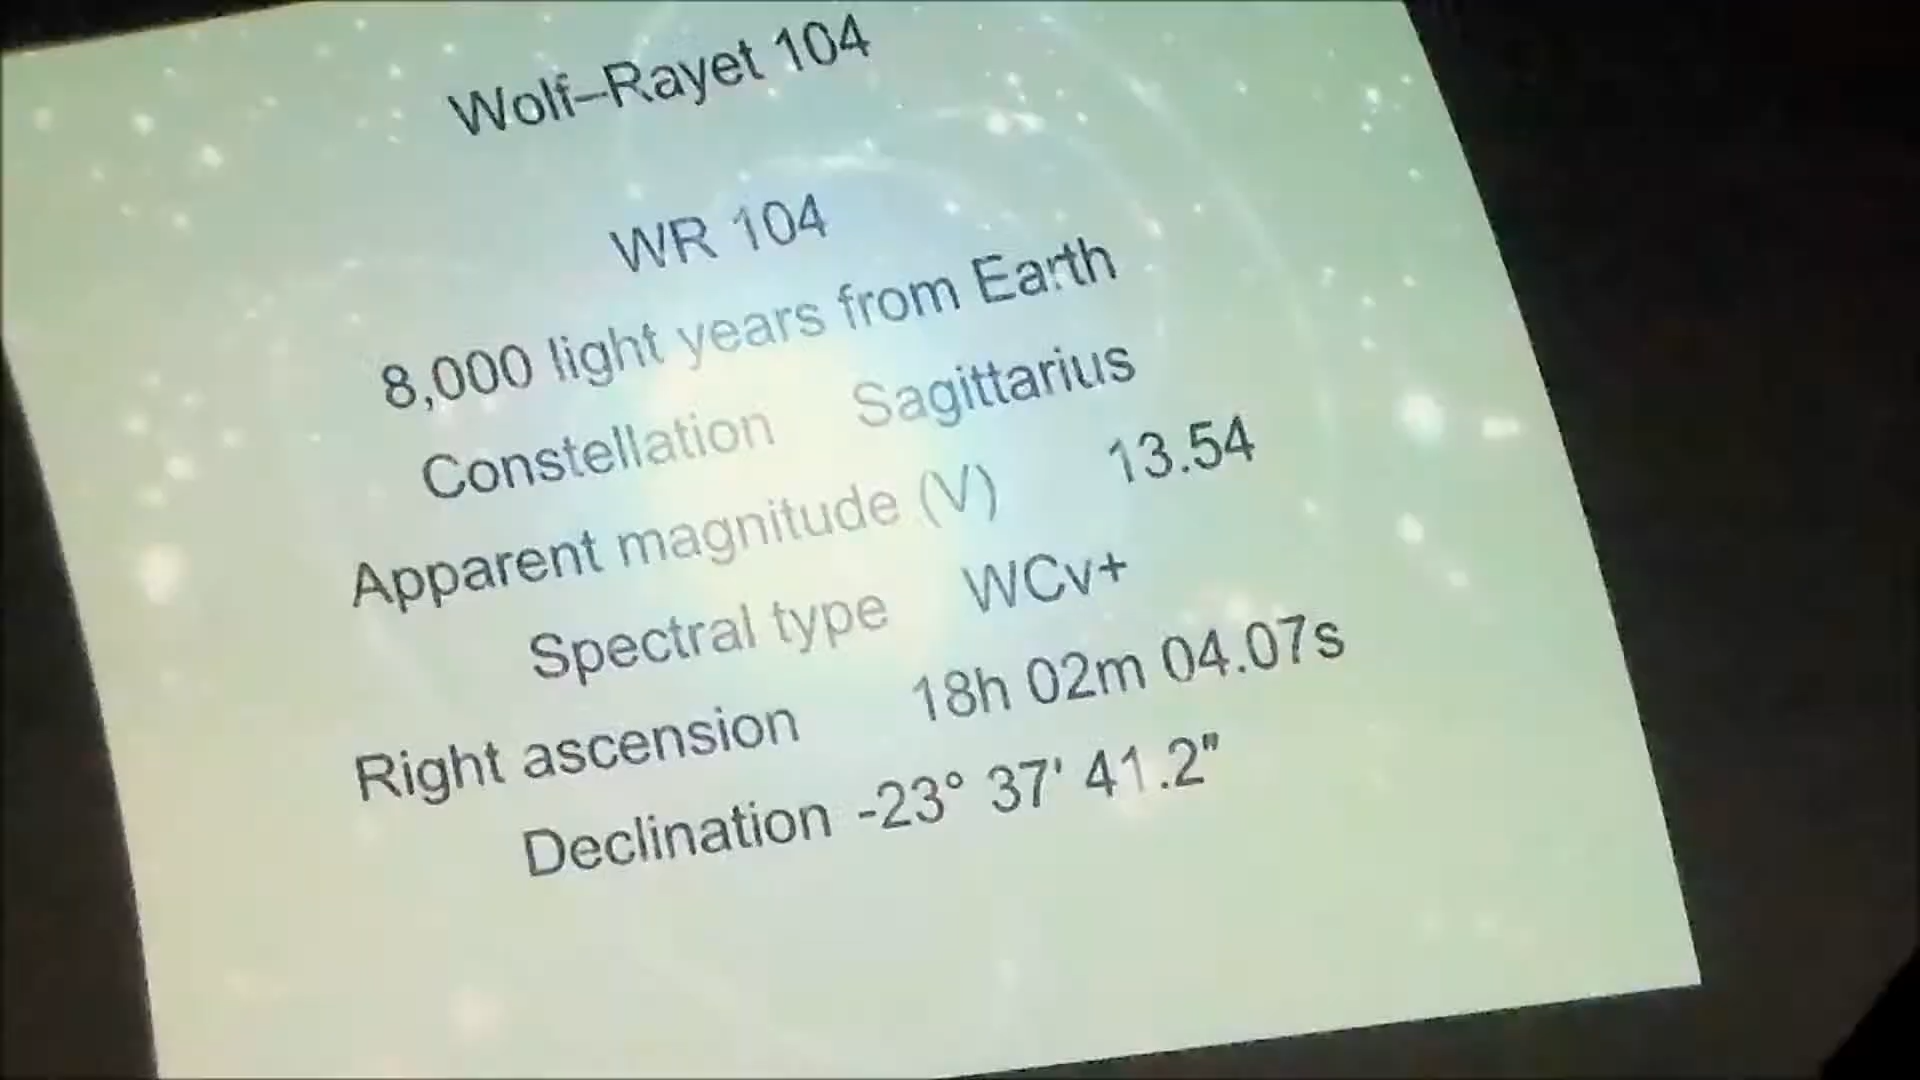 Wolf–Rayet 104
WR 104
8,000 light years from Earth
Constellation Sagittarius
Apparent magnitude (V) 13.54
Spectral type WCv+
Right ascension 18h 02m 04.07s
Declination -23° 37' 41.2"